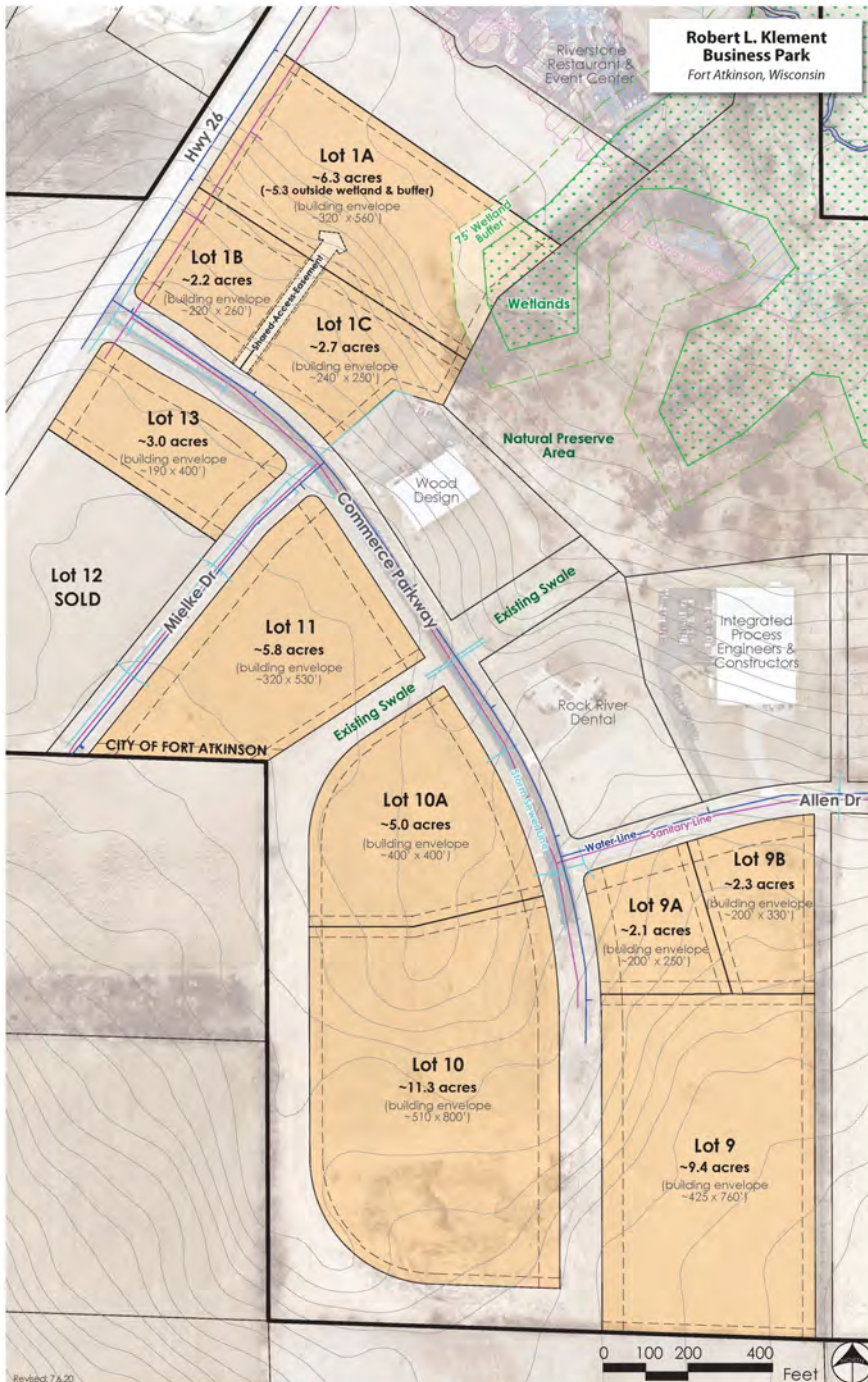 Robert L. Klement
Business Park
Fort Atkinson, Wisconsin
Riverstone
Restaurant &
Event Center
Hwy 26
Lot 1A
~6.3 acres
(~5.3 outside wetland & buffer)
(building envelope
~320' x 560')
75' Wetland
Buffer
Wetlands
Lot 1B
~2.2 acres
(building envelope
~220' x 260')
Shared Access Easement
Lot 1C
~2.7 acres
(building envelope
~240' x 250')
Lot 13
~3.0 acres
(building envelope
~190 x 400')
Natural Preserve
Area
Wood
Design
Commerce Parkway
Lot 12
SOLD
Mielke Dr
Lot 11
~5.8 acres
(building envelope
~320 x 530')
Existing Swale
Integrated
Process
Engineers &
Constructors
Rock River
Dental
Existing Swale
CITY OF FORT ATKINSON
Lot 10A
~5.0 acres
(building envelope
~400' x 400')
Storm Sewer Line
Allen Dr
Water Line
Sanitary Line
Lot 9B
~2.3 acres
(building envelope
~200' x 330')
Lot 9A
~2.1 acres
(building envelope
~200' x 250')
Lot 10
~11.3 acres
(building envelope
~510 x 800')
Lot 9
~9.4 acres
(building envelope
~425 x 760')
0 100 200 400
Feet
Revised: 7.6.20